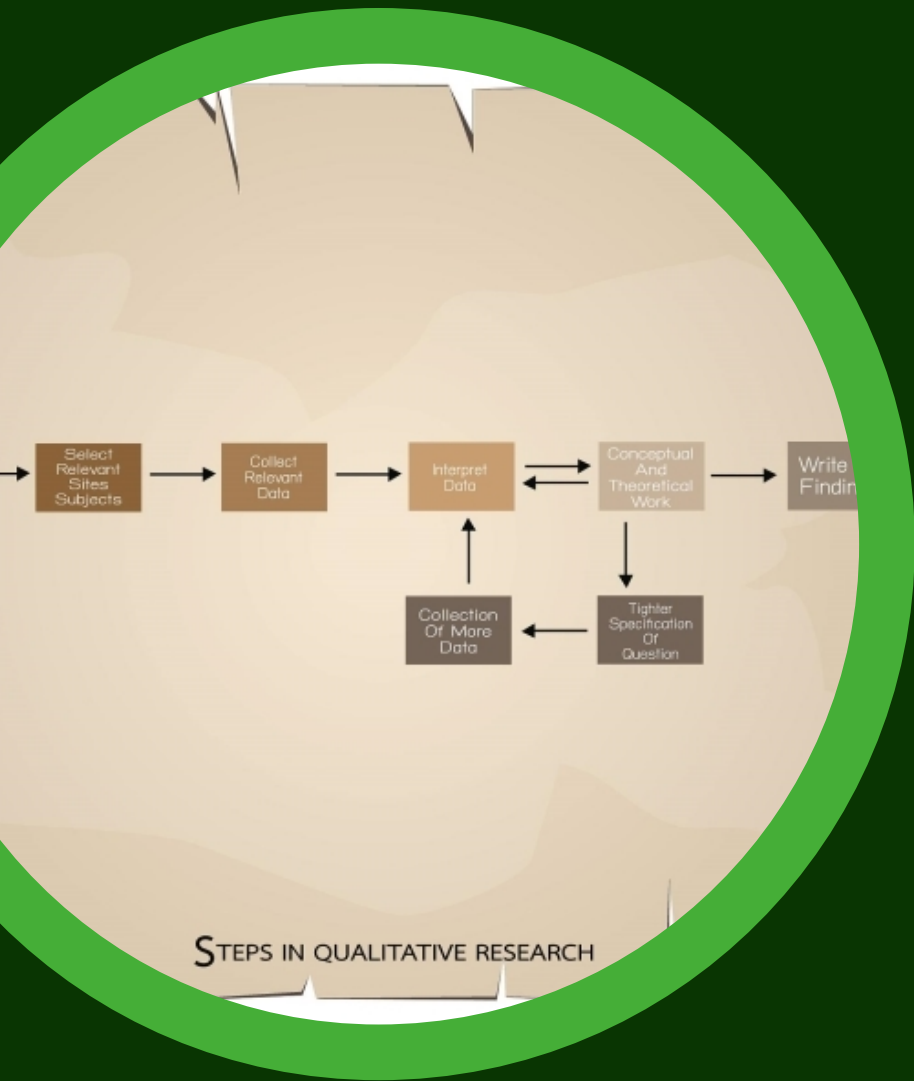 Select
Relevant
Sites
Subjects
Collect
Relevant
Data
Interpret
Data
Conceptual
And
Theoretical
Work
Write
Collection
Of More
Data
Tighter
Specification
Of
Question
STEPS IN QUALITATIVE RESEARCH